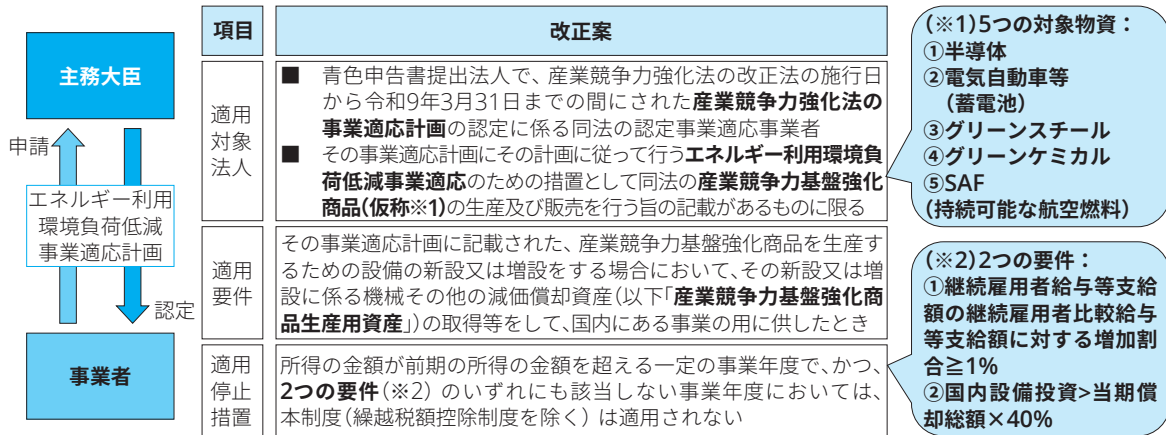 主務大臣
申請
エネルギー利用
環境負荷低減
事業適応計画
認定
事業者
項目
改正案
適用
対象
法人
■ 青色申告書提出法人で、産業競争力強化法の改正法の施行日
から令和9年3月31日までの間にされた産業競争力強化法の
事業適応計画の認定に係る同法の認定事業適応事業者
■ その事業適応計画にその計画に従って行うエネルギー利用環境負
荷低減事業適応のための措置として同法の産業競争力基盤強化
商品(仮称※1)の生産及び販売を行う旨の記載があるものに限る
適用
要件
その事業適応計画に記載された、産業競争力基盤強化商品を生産す
るための設備の新設又は増設をする場合において、その新設又は増
設に係る機械その他の減価償却資産(以下「産業競争力基盤強化商
品生産用資産」)の取得等をして、国内にある事業の用に供したとき
適用
停止
措置
所得の金額が前期の所得の金額を超える一定の事業年度で、かつ、
2つの要件(※2)のいずれにも該当しない事業年度においては、
本制度(繰越税額控除制度を除く)は適用されない
(※1)5つの対象物資:
①半導体
②電気自動車等
(蓄電池)
③グリーンスチール
④グリーンケミカル
⑤SAF
(持続可能な航空燃料)
(※2)2つの要件:
①継続雇用者給与等支給
額の継続雇用者比較給与
等支給額に対する増加割
合≧1%
②国内設備投資>当期償
却総額×40%